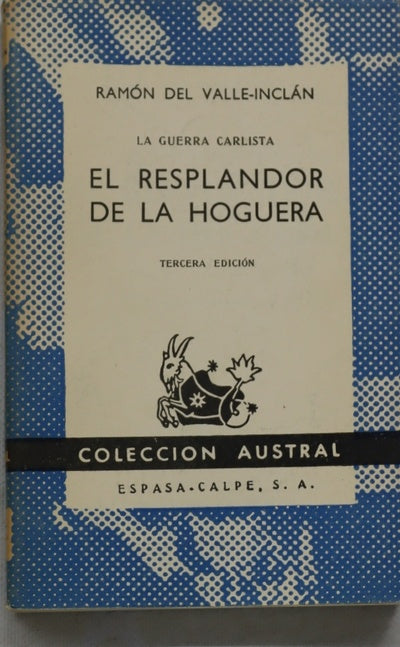 RAMÓN DEL VALLE-INCLÁN
LA GUERRA CARLISTA
EL RESPLANDOR
DE LA HOGUERA
TERCERA EDICIÓN
COLECCION AUSTRAL
ESPASA-CALPE, S. A.